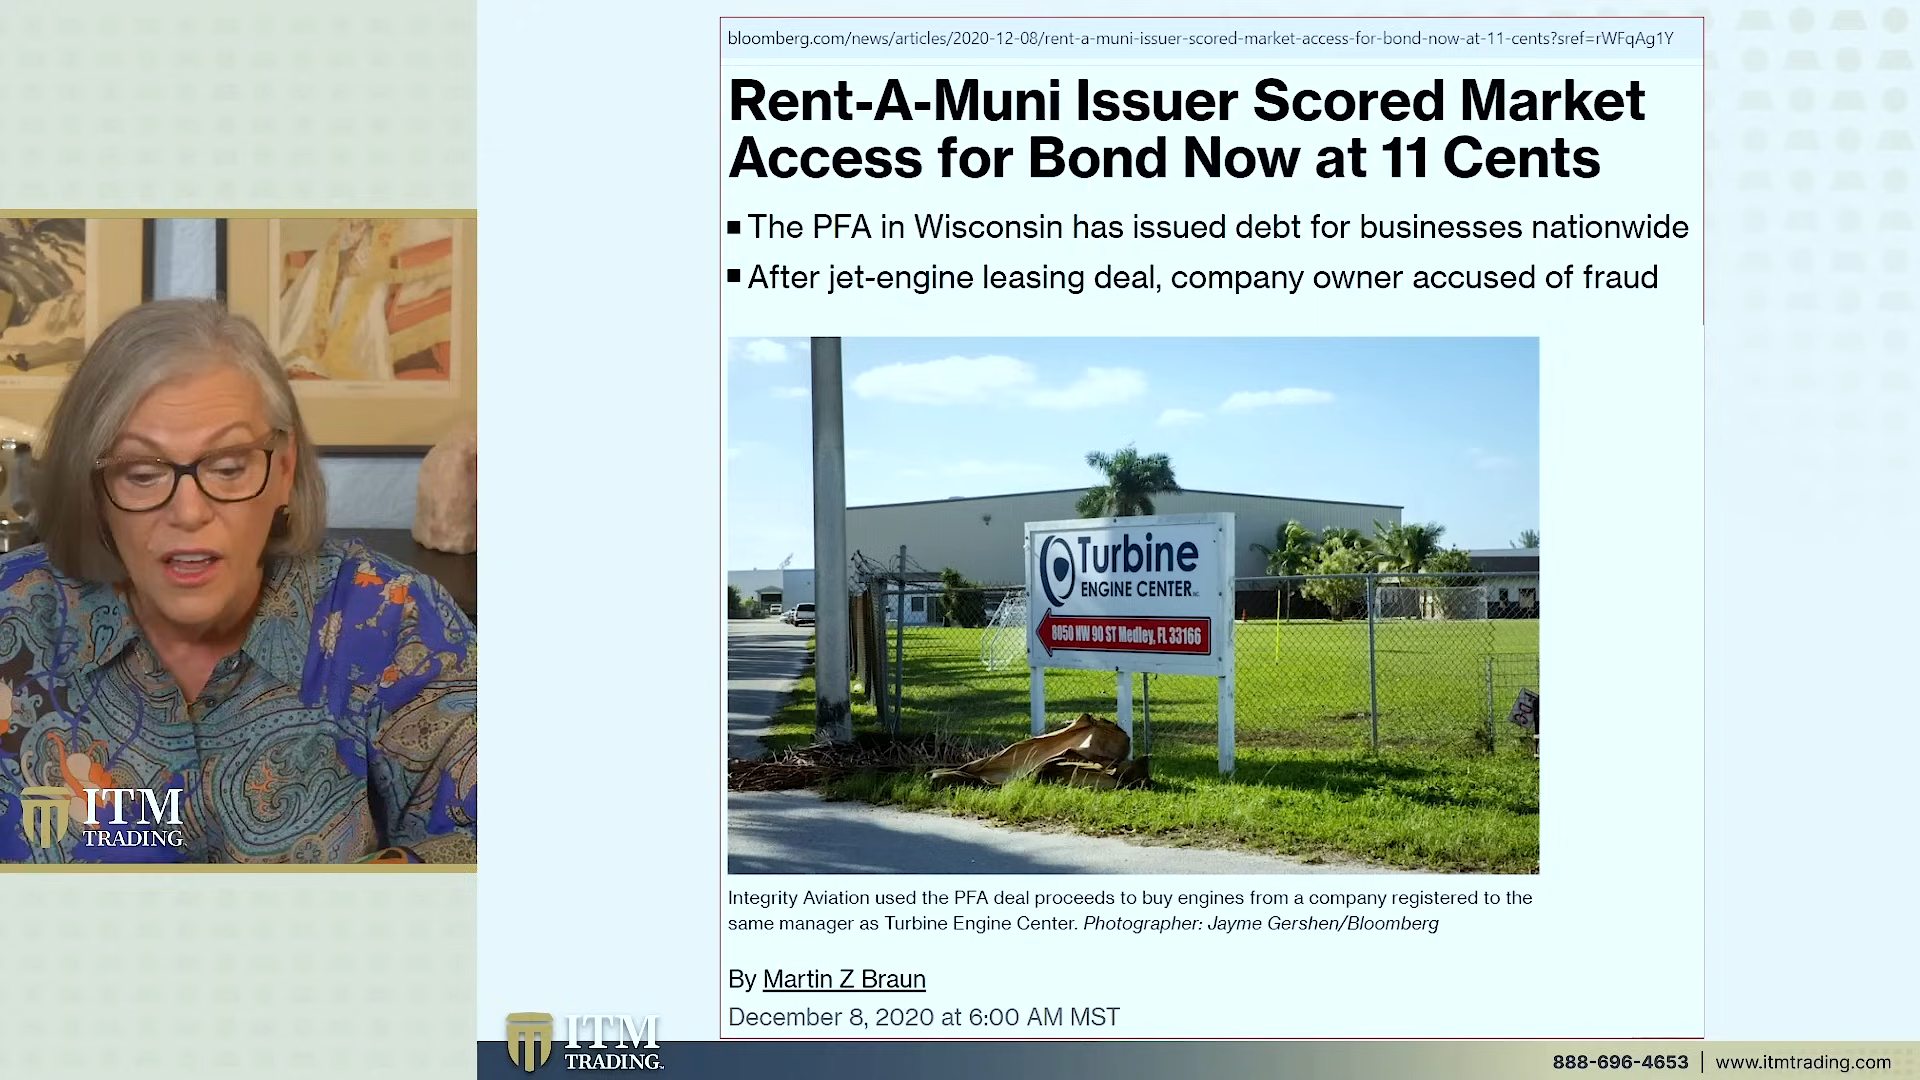 bloomberg.com/news/articles/2020-12-08/rent-a-muni-issuer-scored-market-access-for-bond-now-at-11-cents?sref=rWFqAg1Y
Rent-A-Muni Issuer Scored Market
Access for Bond Now at 11 Cents
■ The PFA in Wisconsin has issued debt for businesses nationwide
■ After jet-engine leasing deal, company owner accused of fraud
Turbine
ENGINE CENTER INC.
8050 NW 90 ST Medley, FL 33166
Integrity Aviation used the PFA deal proceeds to buy engines from a company registered to the
same manager as Turbine Engine Center. Photographer: Jayme Gershen/Bloomberg
By Martin Z Braun
December 8, 2020 at 6:00 AM MST
ITM
TRADING
ITM
TRADING
888-696-4653 | www.itmtrading.com